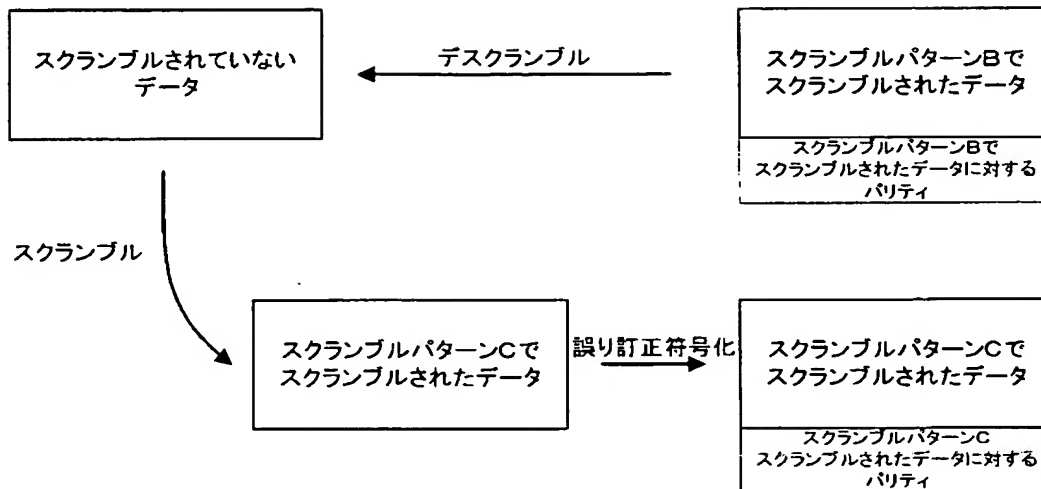 スクランブルされていない
データ
デスクランブル
スクランブルパターンBで
スクランブルされたデータ
スクランブルパターンBで
スクランブルされたデータに対する
パリティ
スクランブル
スクランブルパターンCで
スクランブルされたデータ
誤り訂正符号化
スクランブルパターンCで
スクランブルされたデータ
スクランブルパターンC
スクランブルされたデータに対する
パリティ